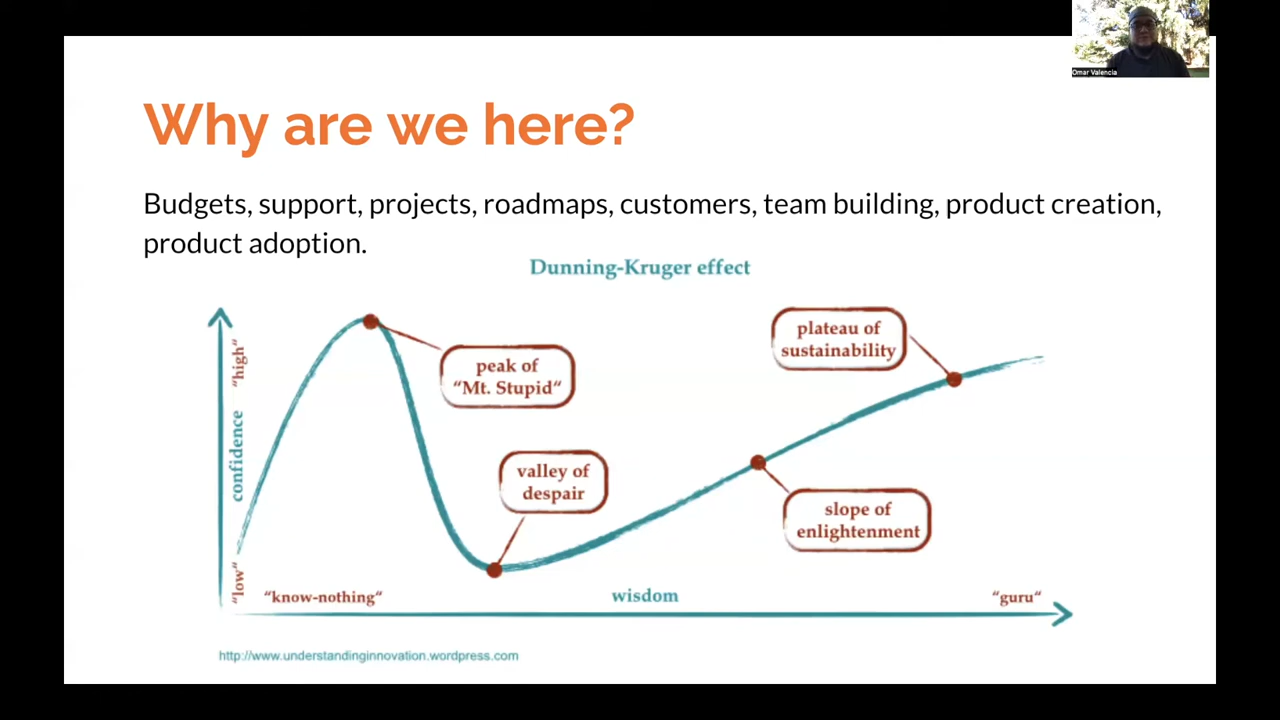 Omar Valencia
Why are we here?
Budgets, support, projects, roadmaps, customers, team building, product creation,
product adoption.
Dunning-Kruger effect
"high"
confidence
"low"
peak of
"Mt. Stupid"
valley of
despair
plateau of
sustainability
slope of
enlightenment
"know-nothing"
wisdom
"guru"
http://www.understandinginnovation.wordpress.com